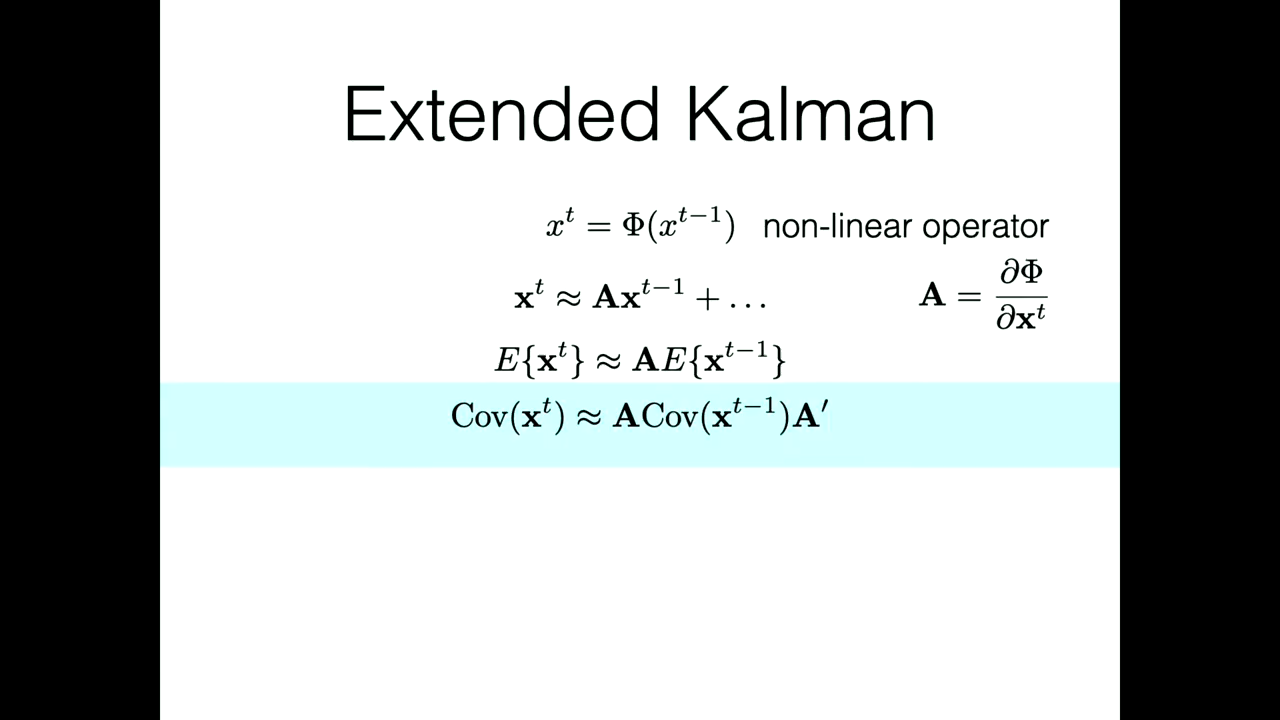 Extended Kalman
x^t = Φ(x^{t−1}) non-linear operator
𝐱^t ≈ 𝐀𝐱^{t−1} + … 𝐀 = ∂Φ/∂𝐱^t
E{𝐱^t} ≈ 𝐀E{𝐱^{t−1}}
Cov(𝐱^t) ≈ 𝐀Cov(𝐱^{t−1})𝐀′